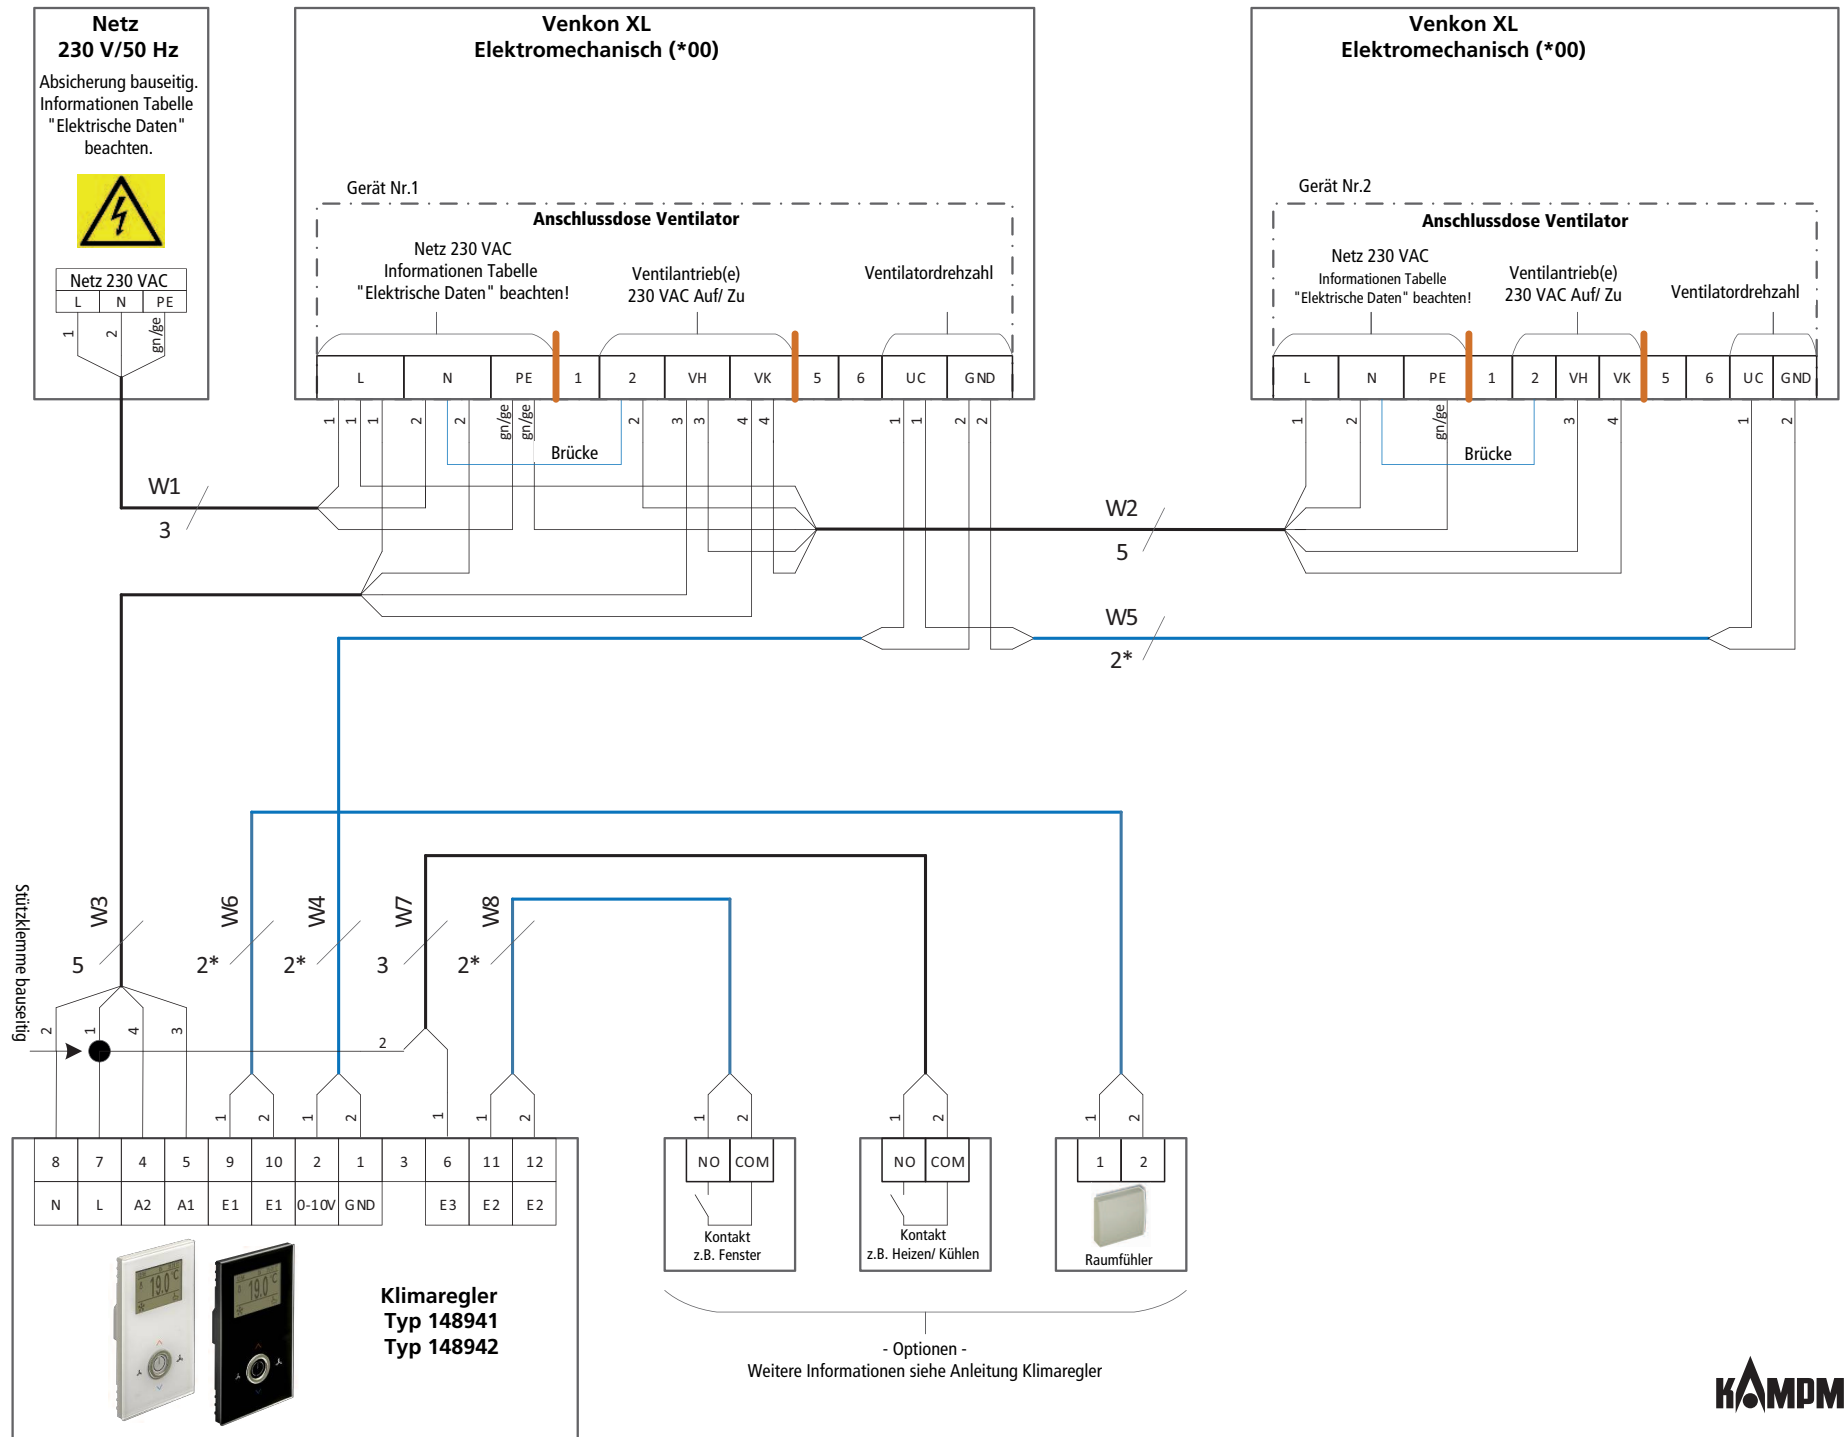 Netz
230 V/50 Hz
Absicherung bauseitig.
Informationen Tabelle
"Elektrische Daten"
beachten.
Netz 230 VAC
L N PE
1 2 gn/ge
Venkon XL
Elektromechanisch (*00)
Gerät Nr.1
Anschlussdose Ventilator
Netz 230 VAC
Informationen Tabelle
"Elektrische Daten" beachten!
Ventilantrieb(e)
230 VAC Auf/ Zu
Ventilatordrehzahl
L N PE 1 2 VH VK 5 6 UC GND
1 1 1 2 2 gn/ge gn/ge 2 3 3 4 4 1 1 2 2
Brücke
Venkon XL
Elektromechanisch (*00)
Gerät Nr.2
Anschlussdose Ventilator
Netz 230 VAC
Informationen Tabelle
"Elektrische Daten" beachten!
Ventilantrieb(e)
230 VAC Auf/ Zu
Ventilatordrehzahl
L N PE 1 2 VH VK 5 6 UC GND
1 2 gn/ge 3 4 1 2
Brücke
W1
3
W2
5
W5
2*
Stützklemme bauseitig
W3
5
W6
2*
W4
2*
W7
3
W8
2*
2 1 4 3
2
1 2 1 2 1 1 2
1 2 1 2 1 2
8 7 4 5 9 10 2 1 3 6 11 12
N L A2 A1 E1 E1 0-10V GND E3 E2 E2
NO COM
Kontakt
z.B. Fenster
NO COM
Kontakt
z.B. Heizen/ Kühlen
1 2
Raumfühler
19.0 °C
19.0 °C
Klimaregler
Typ 148941
Typ 148942
- Optionen -
Weitere Informationen siehe Anleitung Klimaregler
KAMPM